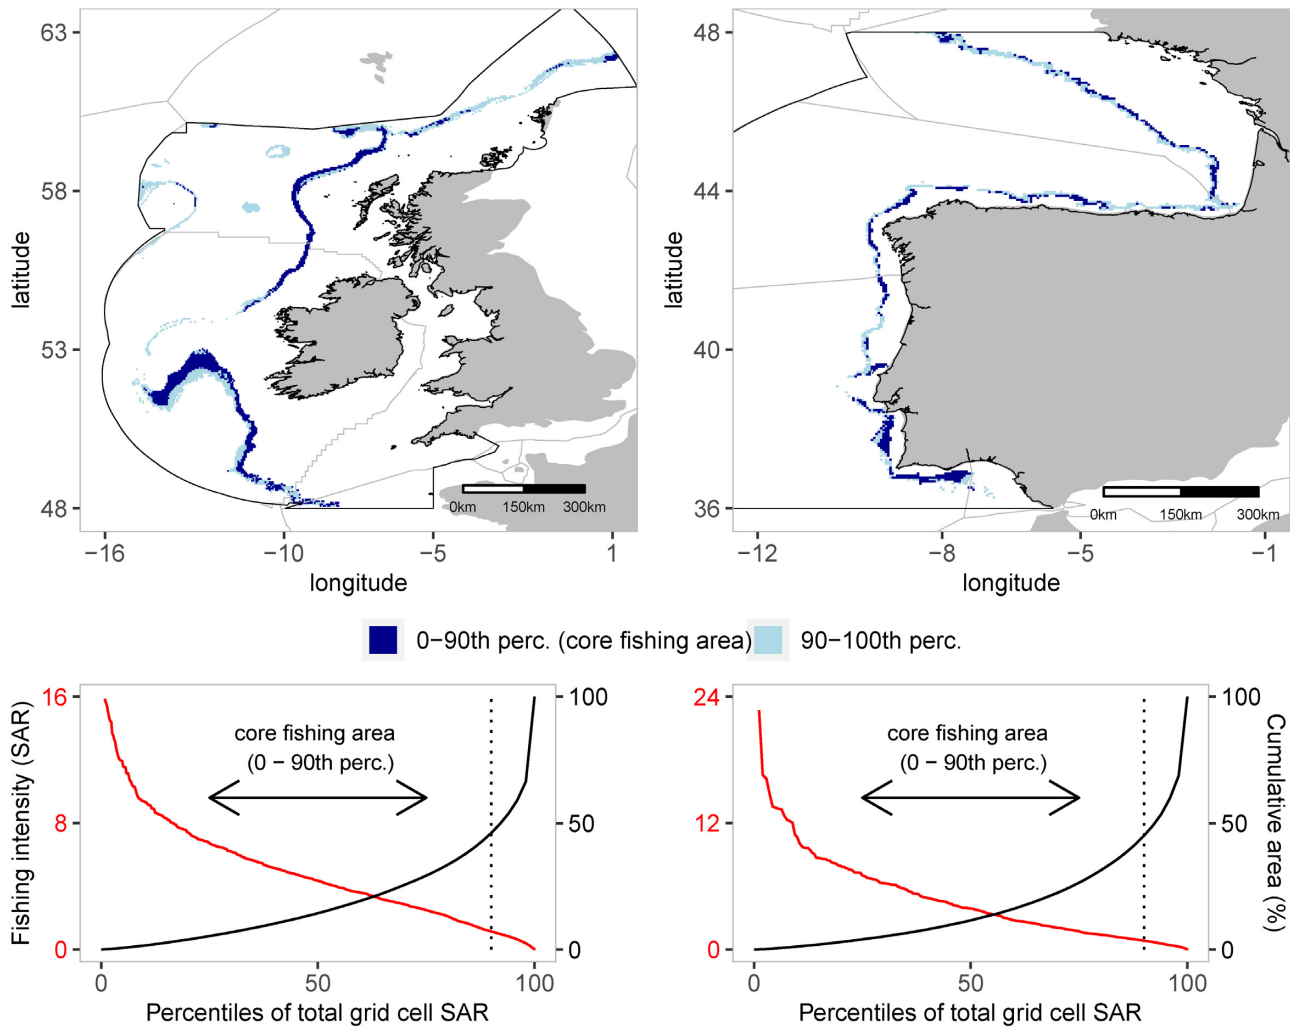 63
58
53
48
latitude
0km 150km 300km
−16 −10 −5 1
longitude
48
44
40
36
latitude
0km 150km 300km
−12 −8 −5 −1
longitude
0−90th perc. (core fishing area)
90−100th perc.
16
8
0
Fishing intensity (SAR)
core fishing area
(0 − 90th perc.)
100
50
0
0 50 100
Percentiles of total grid cell SAR
24
12
0
core fishing area
(0 − 90th perc.)
100
50
0
Cumulative area (%)
0 50 100
Percentiles of total grid cell SAR